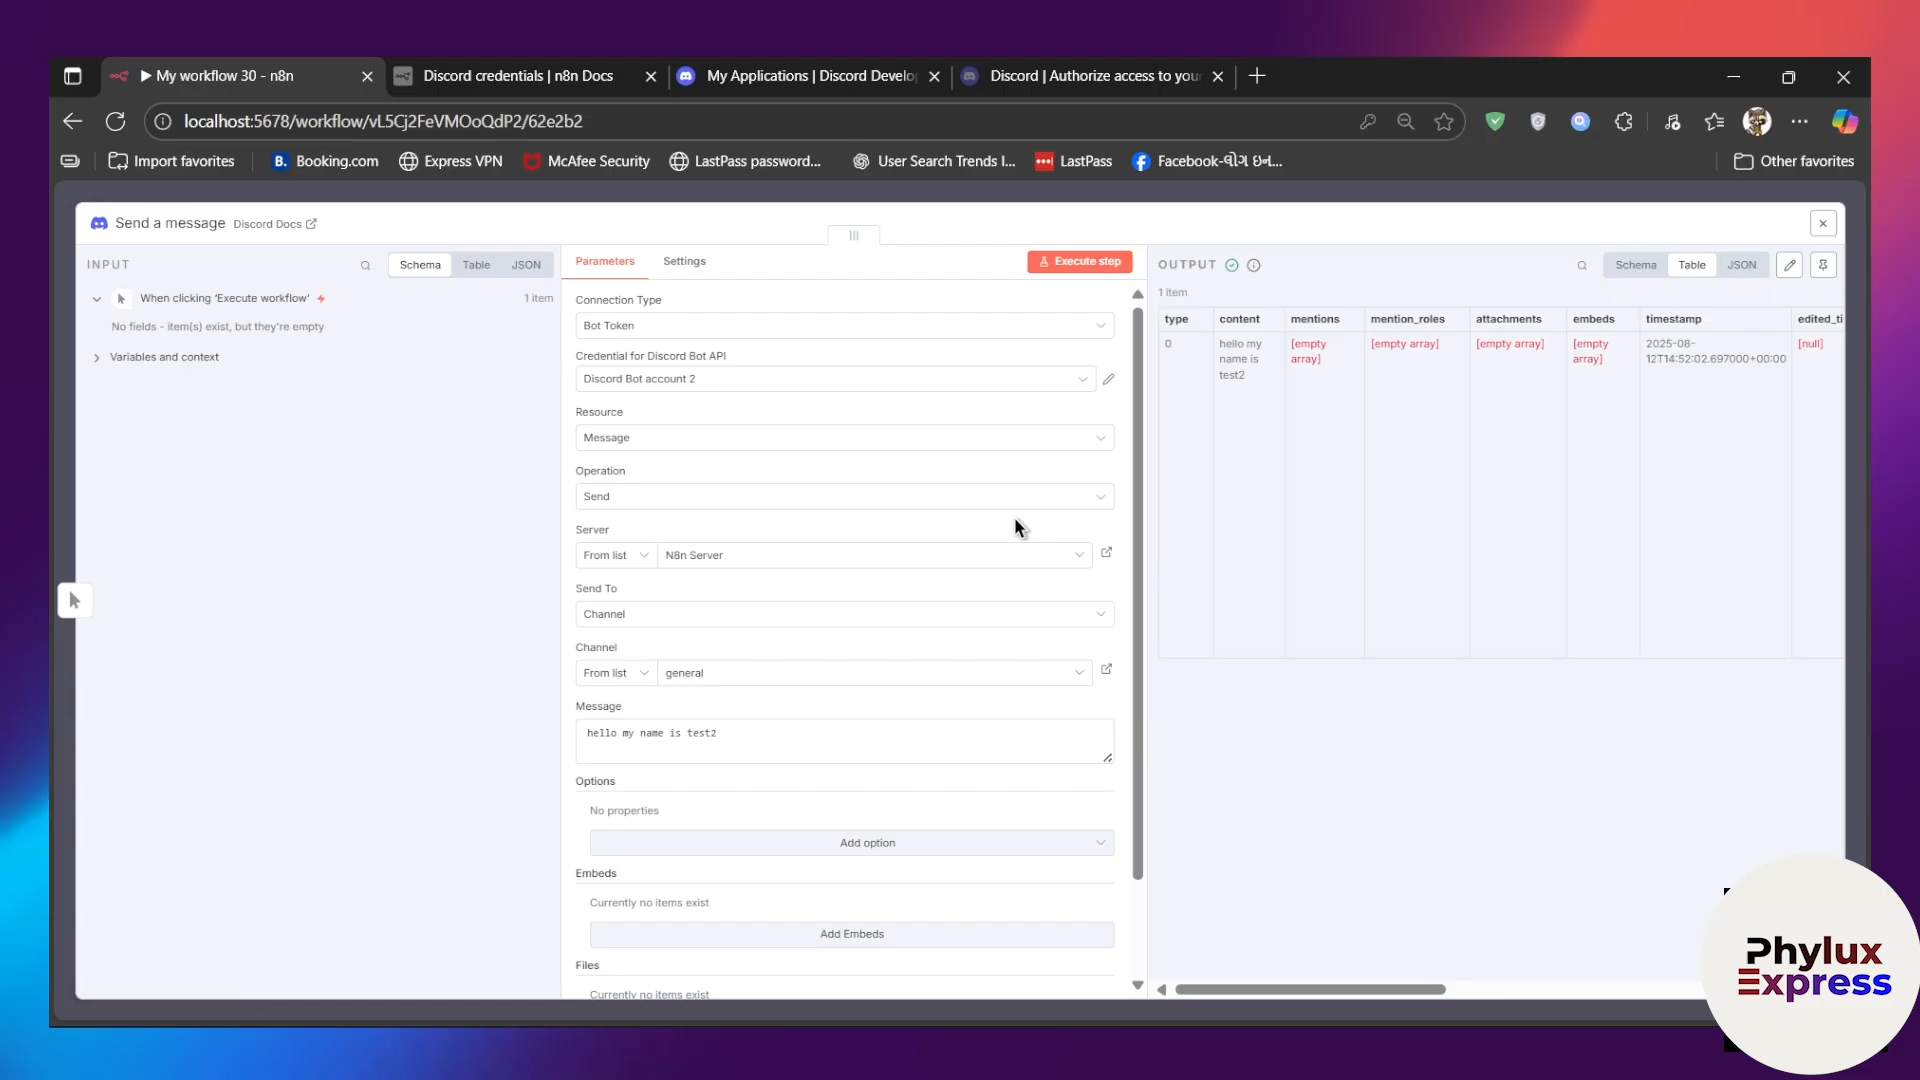 My workflow 30 - n8n
Discord credentials | n8n Docs
My Applications | Discord Develo
Discord | Authorize access to you
localhost:5678/workflow/vL5Cj2FeVMOoQdP2/62e2b2
Import favorites
B. Booking.com
Express VPN
McAfee Security
LastPass password...
User Search Trends I...
LastPass
Facebook-લોગ ઇન...
Other favorites
Send a message
Discord Docs
INPUT
Schema
Table
JSON
When clicking ‘Execute workflow’
1 item
No fields - item(s) exist, but they're empty
Variables and context
Parameters
Settings
Execute step
Connection Type
Bot Token
Credential for Discord Bot API
Discord Bot account 2
Resource
Message
Operation
Send
Server
From list
N8n Server
Send To
Channel
Channel
From list
general
Message
hello my name is test2
Options
No properties
Add option
Embeds
Currently no items exist
Add Embeds
Files
Currently no items exist
OUTPUT
Schema
Table
JSON
1 item
type content mentions mention_roles attachments embeds timestamp edited_ti
0
hello my
name is
test2
[empty
array]
[empty array]
[empty array]
[empty
array]
2025-08-
12T14:52:02.697000+00:00
[null]
Phylux
Express